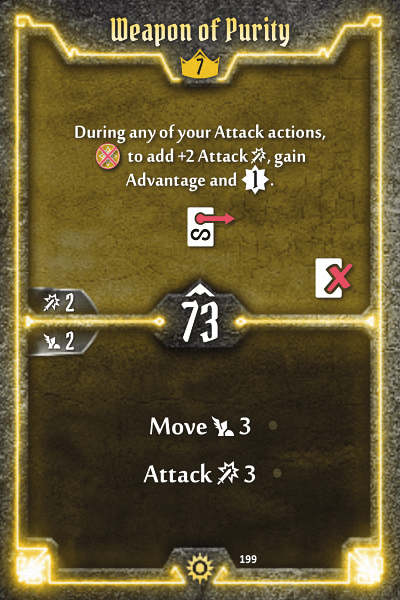 Weapon of Purity
7
During any of your Attack actions,
to add +2 Attack, gain
Advantage and 1.
S
2
73
2
Move 3
Attack 3
199